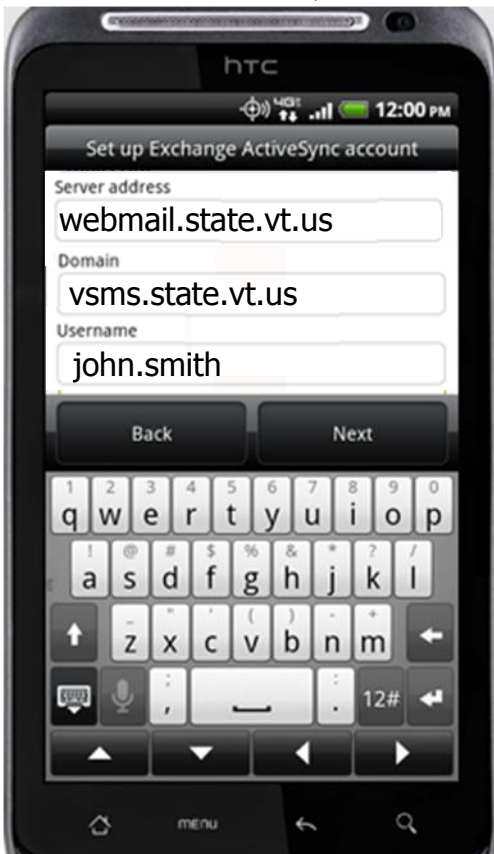 hTC
4G
12:00 PM
Set up Exchange ActiveSync account
Server address
webmail.state.vt.us
Domain
vsms.state.vt.us
Username
john.smith
Back Next
1 2 3 4 5 6 7 8 9 0
q w e r t y u i o p
! @ # $ % & * ? /
a s d f g h j k l
_ " ' ( ) - +
z x c v b n m
; :
, . 12#
MENU